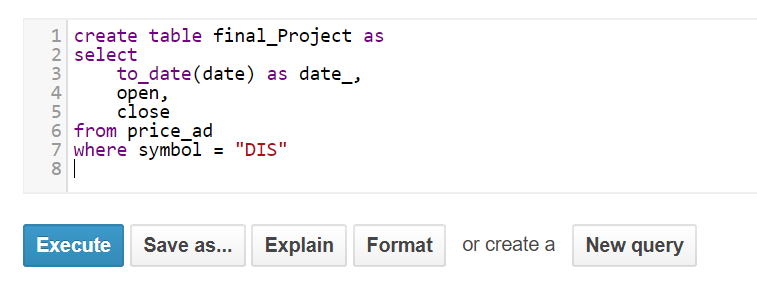 1 create table final_Project as
2 select
3     to_date(date) as date_,
4     open,
5     close
6 from price_ad
7 where symbol = "DIS"
8
Execute Save as... Explain Format or create a New query